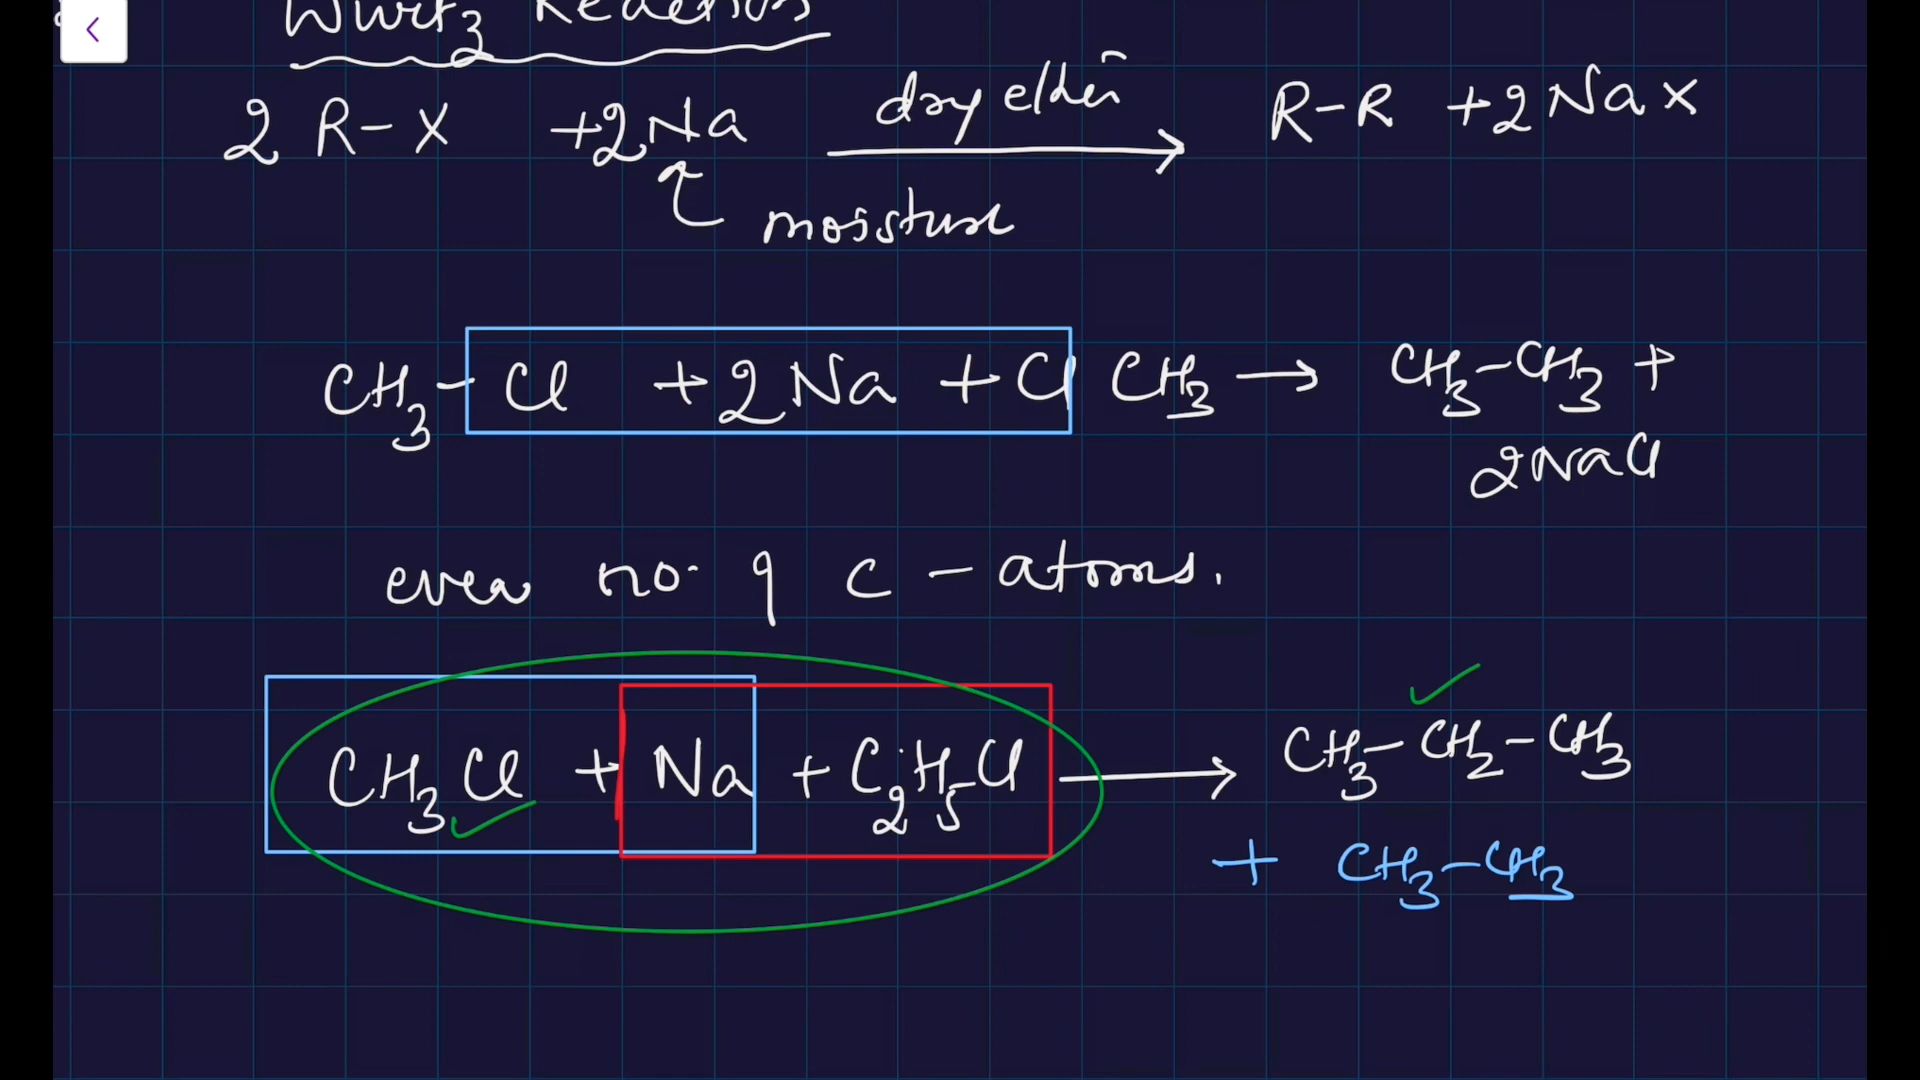 Wurtz Reaction
2 R-X +2Na dry ether → R-R +2NaX
moisture
CH₃-Cl +2Na +Cl CH₃ → CH₃-CH₃ +
2NaCl
even no. of C-atoms.
CH₃Cl + Na + C₂H₅Cl → CH₃-CH₂-CH₃
+ CH₃-CH₃